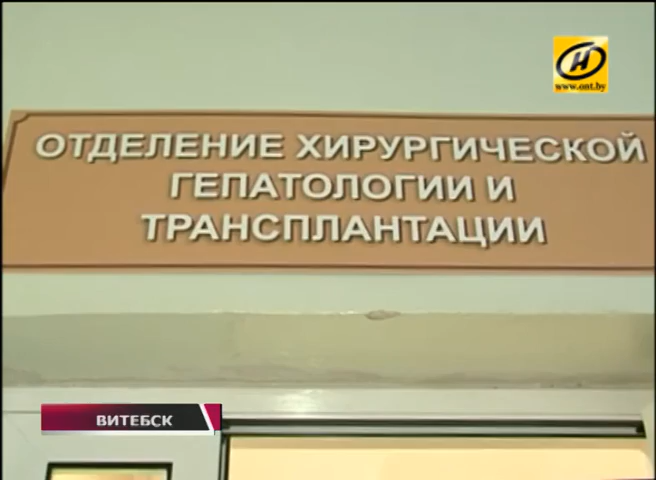 www.ont.by
ОТДЕЛЕНИЕ ХИРУРГИЧЕСКОЙ
ГЕПАТОЛОГИИ И
ТРАНСПЛАНТАЦИИ
ВИТЕБСК